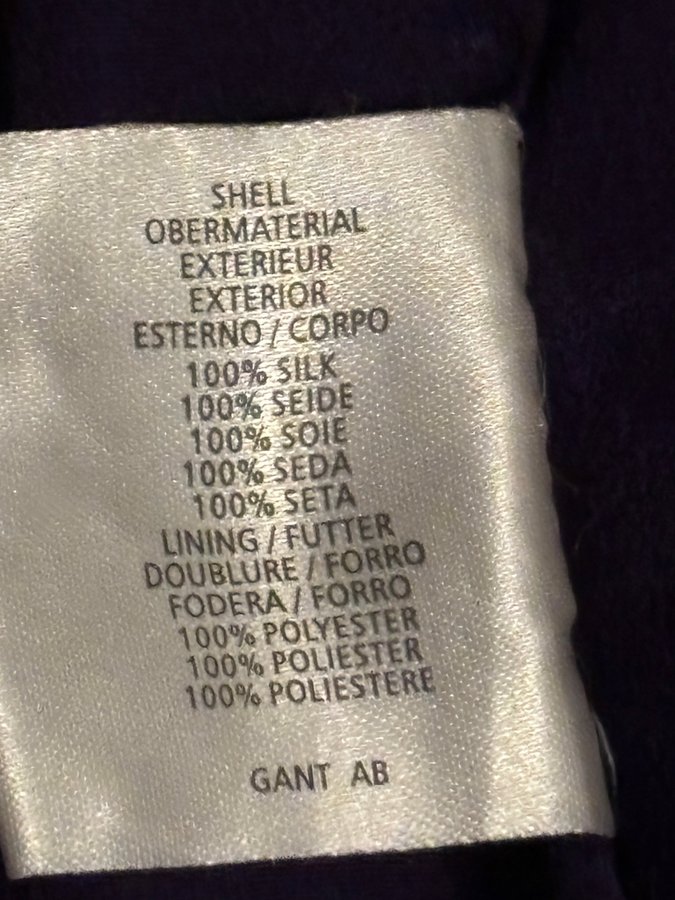 SHELL
OBERMATERIAL
EXTERIEUR
EXTERIOR
ESTERNO / CORPO
100% SILK
100% SEIDE
100% SOIE
100% SEDA
100% SETA
LINING / FUTTER
DOUBLURE / FORRO
FODERA / FORRO
100% POLYESTER
100% POLIESTER
100% POLIESTERE
GANT AB